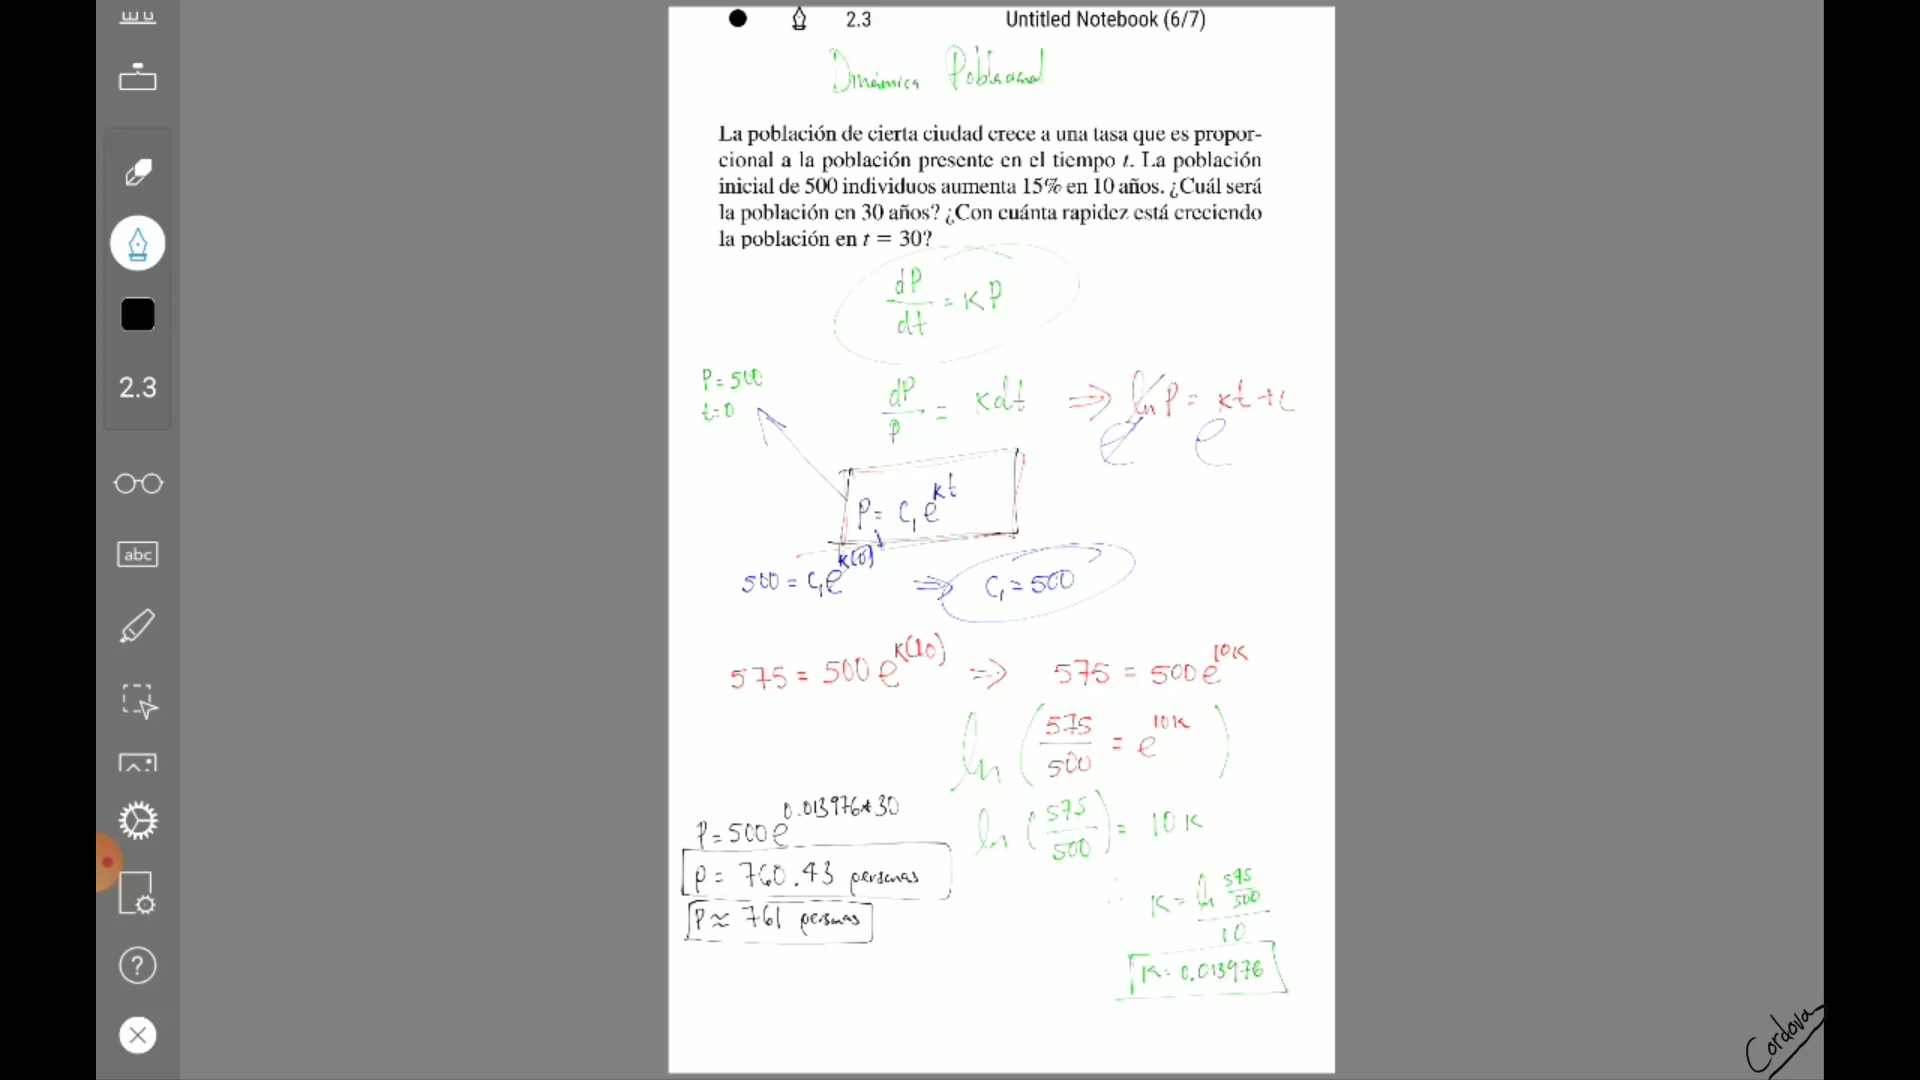 2.3 Untitled Notebook (6/7)
Dinámica Poblacional
La población de cierta ciudad crece a una tasa que es propor-
cional a la población presente en el tiempo t. La población
inicial de 500 individuos aumenta 15% en 10 años. ¿Cuál será
la población en 30 años? ¿Con cuánta rapidez está creciendo
la población en t = 30?
dP/dt = KP
P = 500
t = 0
dP/P = Kdt ⇒ ln P = Kt + c
e e
P = C₁e^Kt
500 = C₁e^K(0) ⇒ C₁ = 500
575 = 500e^K(10) ⇒ 575 = 500e^10K
ln (575/500 = e^10K)
ln (575/500) = 10K
K = ln 575/500 / 10
K = 0.013976
P = 500e^0.013976*30
P = 760.43 personas
P ≈ 761 personas
2.3
abc
Cordova